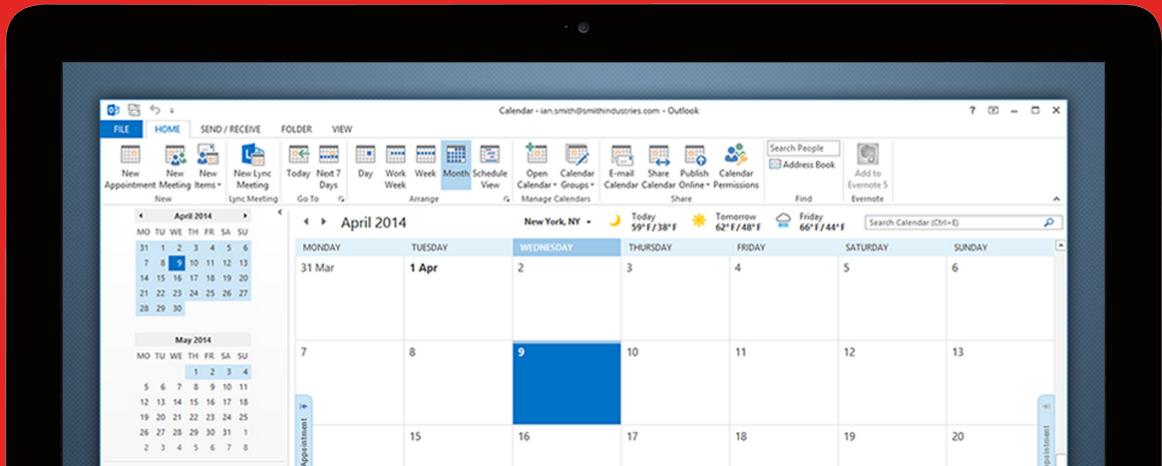 Calendar - ian.smith@smithindustries.com - Outlook
FILE HOME SEND / RECEIVE FOLDER VIEW
New Appointment
New Meeting
New Items
New
New Lync Meeting
Lync Meeting
Today
Next 7 Days
Go To
Day
Work Week
Week
Month
Schedule View
Arrange
Open Calendar
Calendar Groups
Manage Calendars
E-mail Calendar
Share Calendar
Publish Online
Calendar Permissions
Share
Search People
Address Book
Find
Add to Evernote 5
Evernote
April 2014
MO TU WE TH FR SA SU
31 1 2 3 4 5 6
7 8 9 10 11 12 13
14 15 16 17 18 19 20
21 22 23 24 25 26 27
28 29 30
May 2014
MO TU WE TH FR SA SU
1 2 3 4
5 6 7 8 9 10 11
12 13 14 15 16 17 18
19 20 21 22 23 24 25
26 27 28 29 30 31 1
2 3 4 5 6 7 8
April 2014
New York, NY
Today
59°F/38°F
Tomorrow
62°F/48°F
Friday
66°F/44°F
Search Calendar (Ctrl+E)
MONDAY TUESDAY WEDNESDAY THURSDAY FRIDAY SATURDAY SUNDAY
31 Mar 1 Apr 2 3 4 5 6
7 8 9 10 11 12 13
15 16 17 18 19 20
Appointment
ppointment